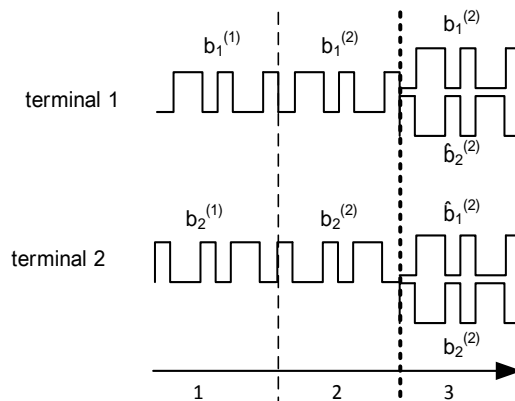 b₁⁽¹⁾ b₁⁽²⁾ b₁⁽²⁾
terminal 1
b̂₂⁽²⁾
b₂⁽¹⁾ b₂⁽²⁾ b̂₁⁽²⁾
terminal 2
b₂⁽²⁾
1 2 3